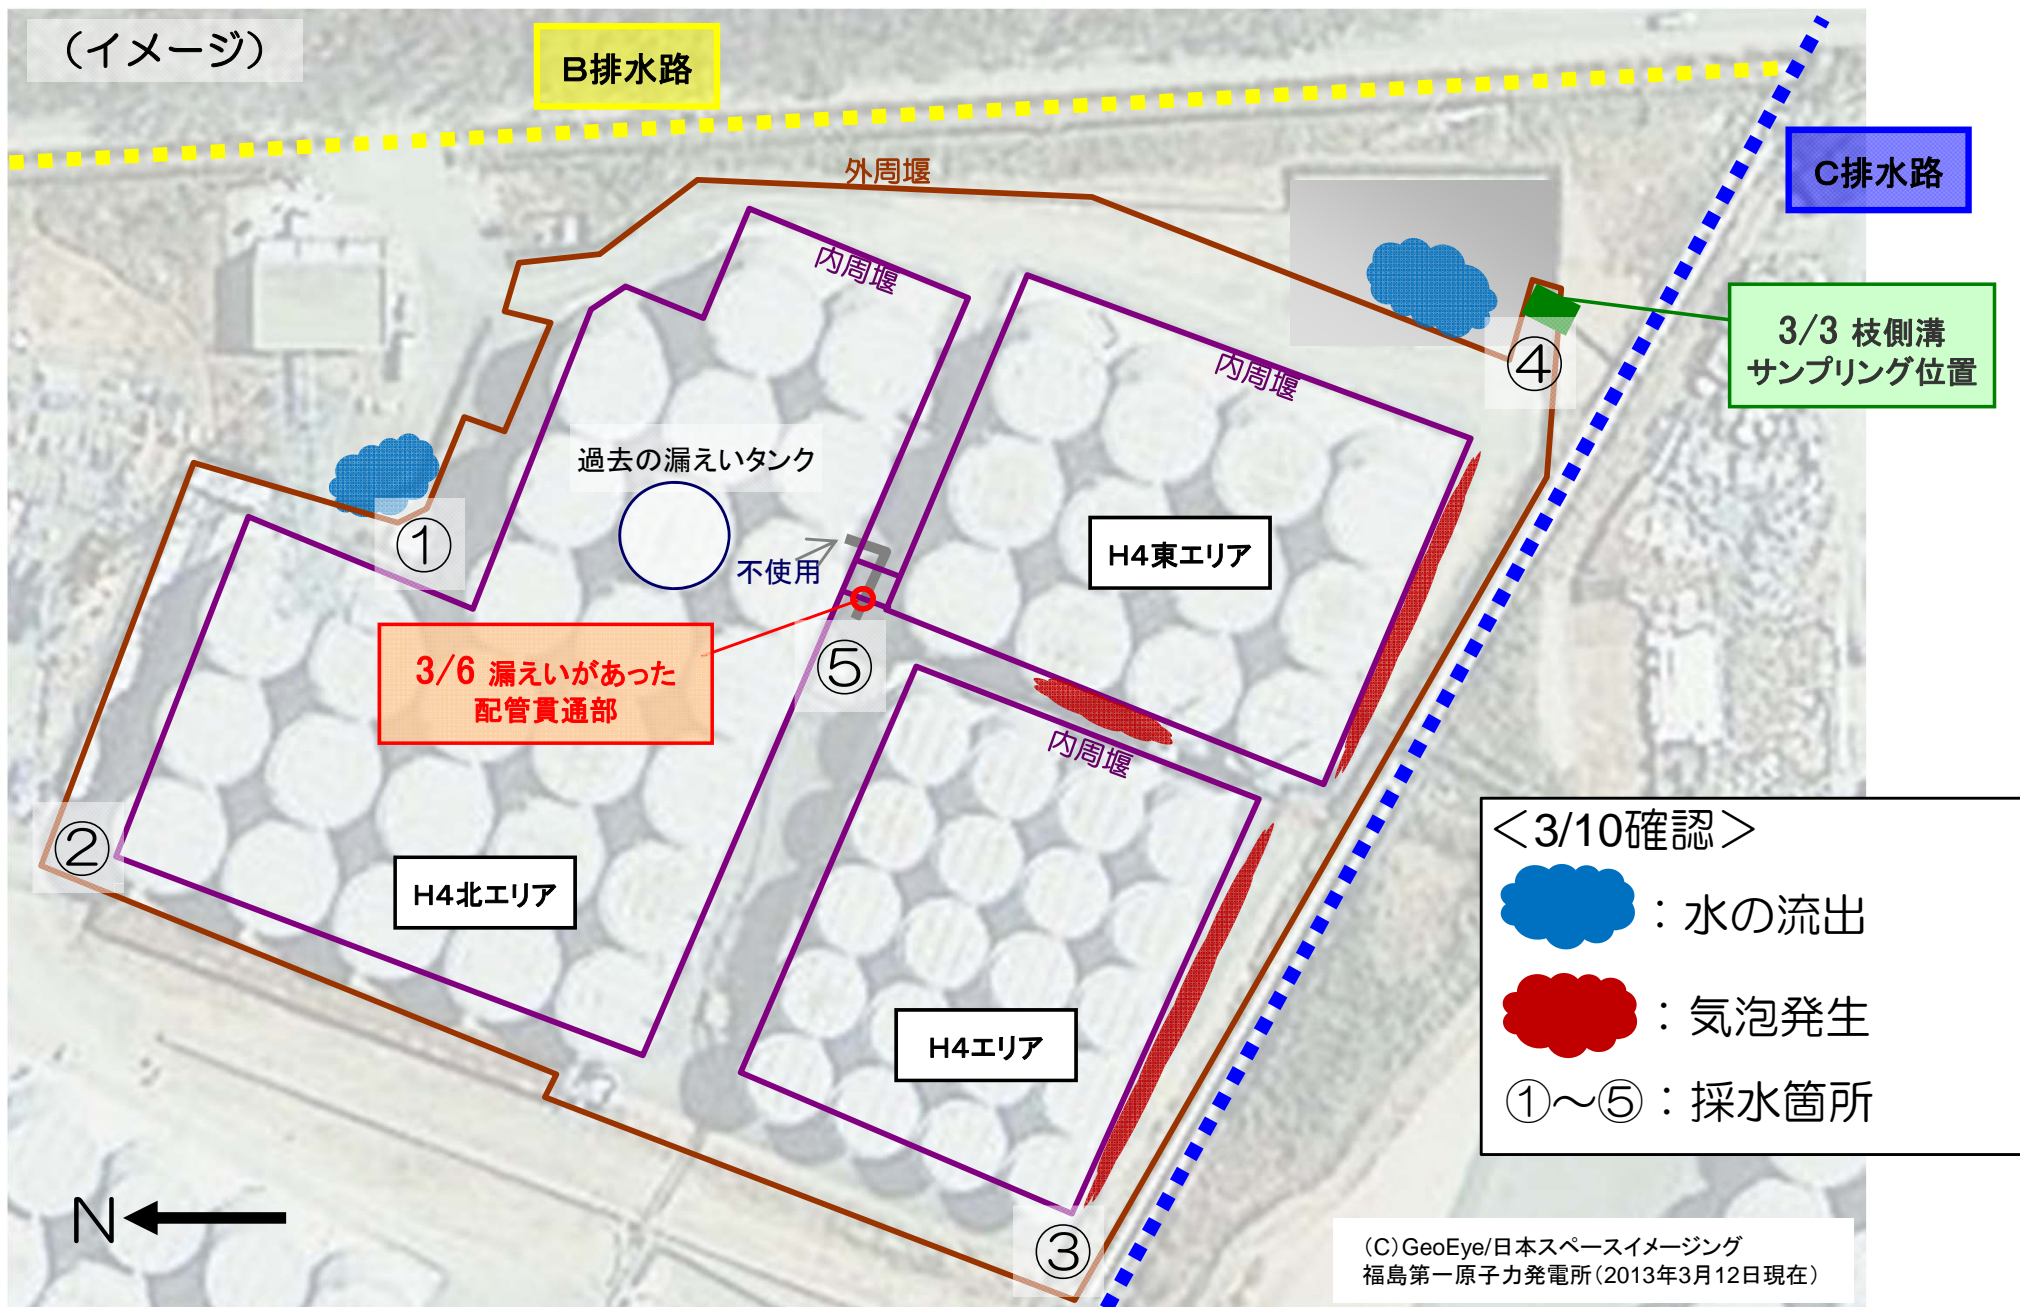 （イメージ）
B排水路
C排水路
外周堰
内周堰
内周堰
3/3 枝側溝
サンプリング位置
④
過去の漏えいタンク
①
不使用
H4東エリア
3/6 漏えいがあった
配管貫通部
⑤
内周堰
②
H4北エリア
H4エリア
③
N
＜3/10確認＞
：水の流出
：気泡発生
①～⑤：採水箇所
（C）GeoEye/日本スペースイメージング
福島第一原子力発電所（2013年3月12日現在）